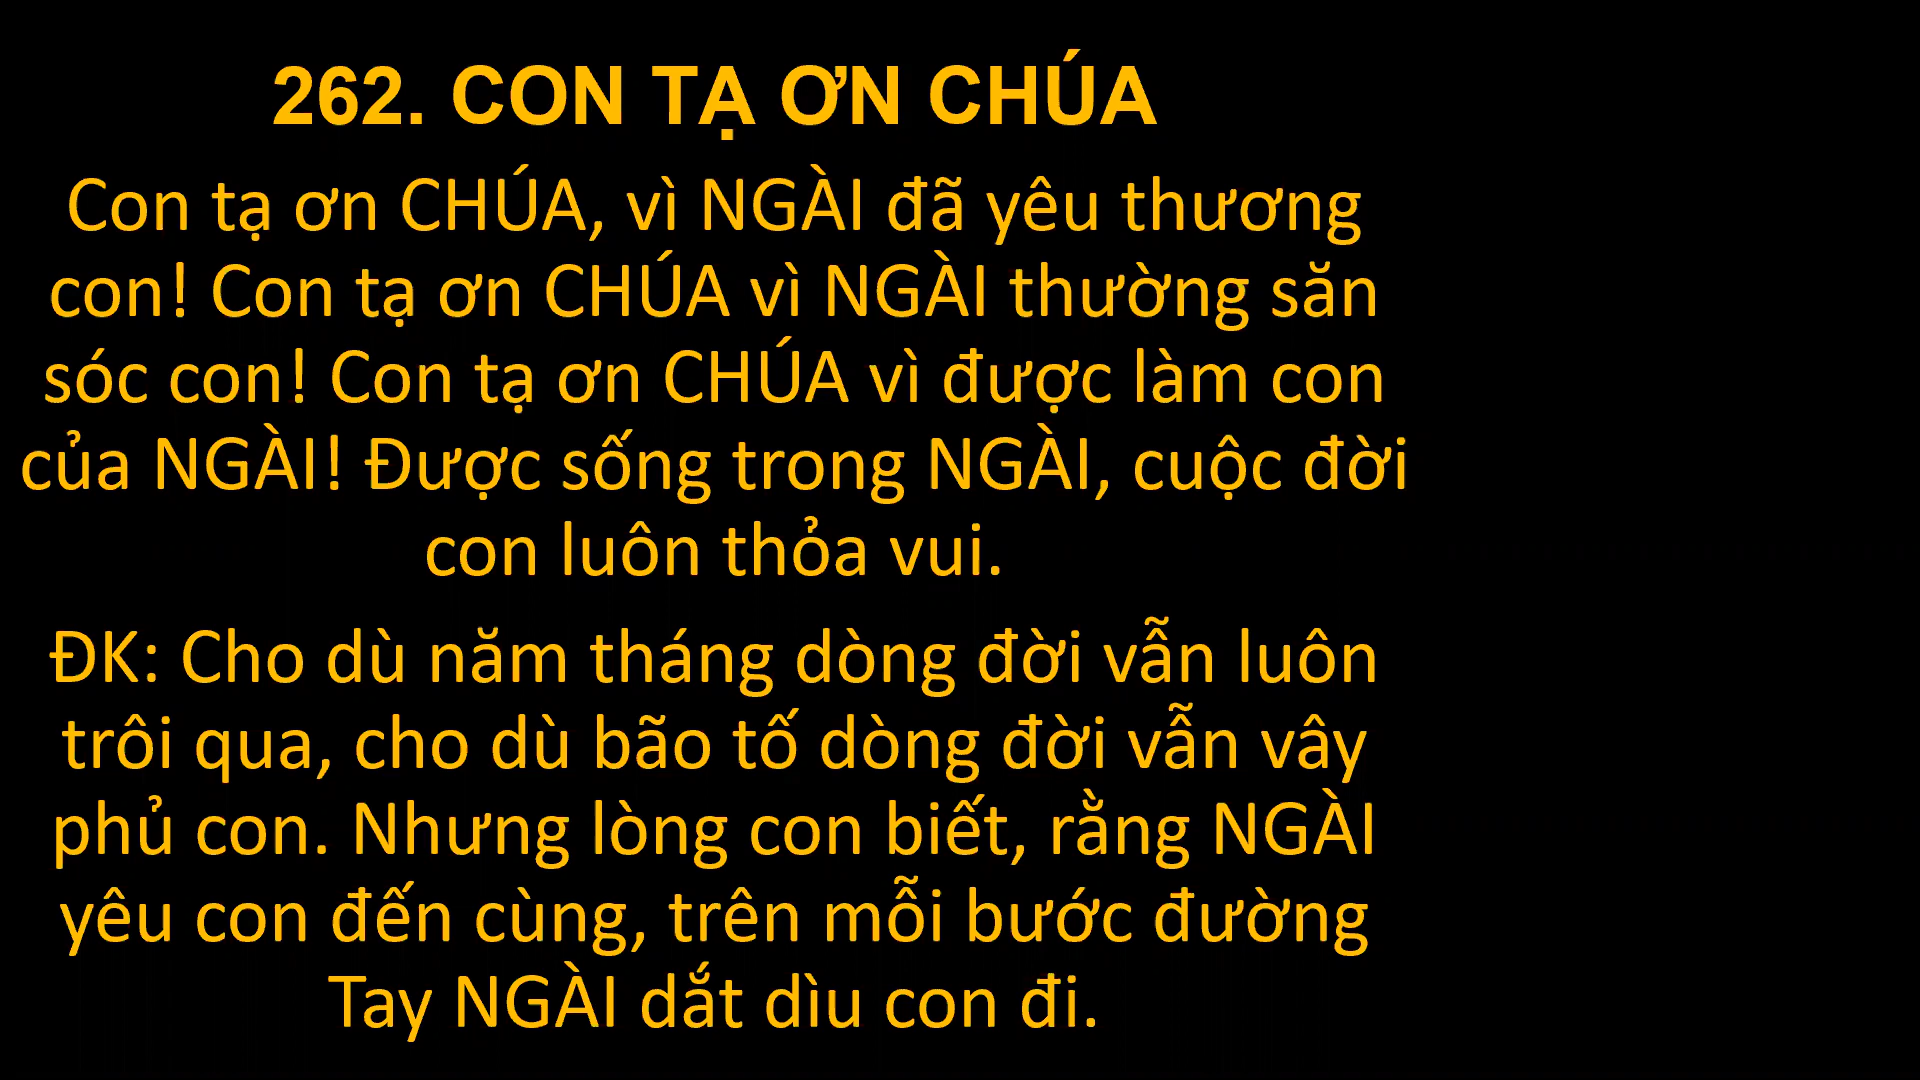 262. CON TẠ ƠN CHÚA
Con tạ ơn CHÚA, vì NGÀI đã yêu thương
con! Con tạ ơn CHÚA vì NGÀI thường săn
sóc con! Con tạ ơn CHÚA vì được làm con
của NGÀI! Được sống trong NGÀI, cuộc đời
con luôn thỏa vui.
ĐK: Cho dù năm tháng dòng đời vẫn luôn
trôi qua, cho dù bão tố dòng đời vẫn vây
phủ con. Nhưng lòng con biết, rằng NGÀI
yêu con đến cùng, trên mỗi bước đường
Tay NGÀI dắt dìu con đi.